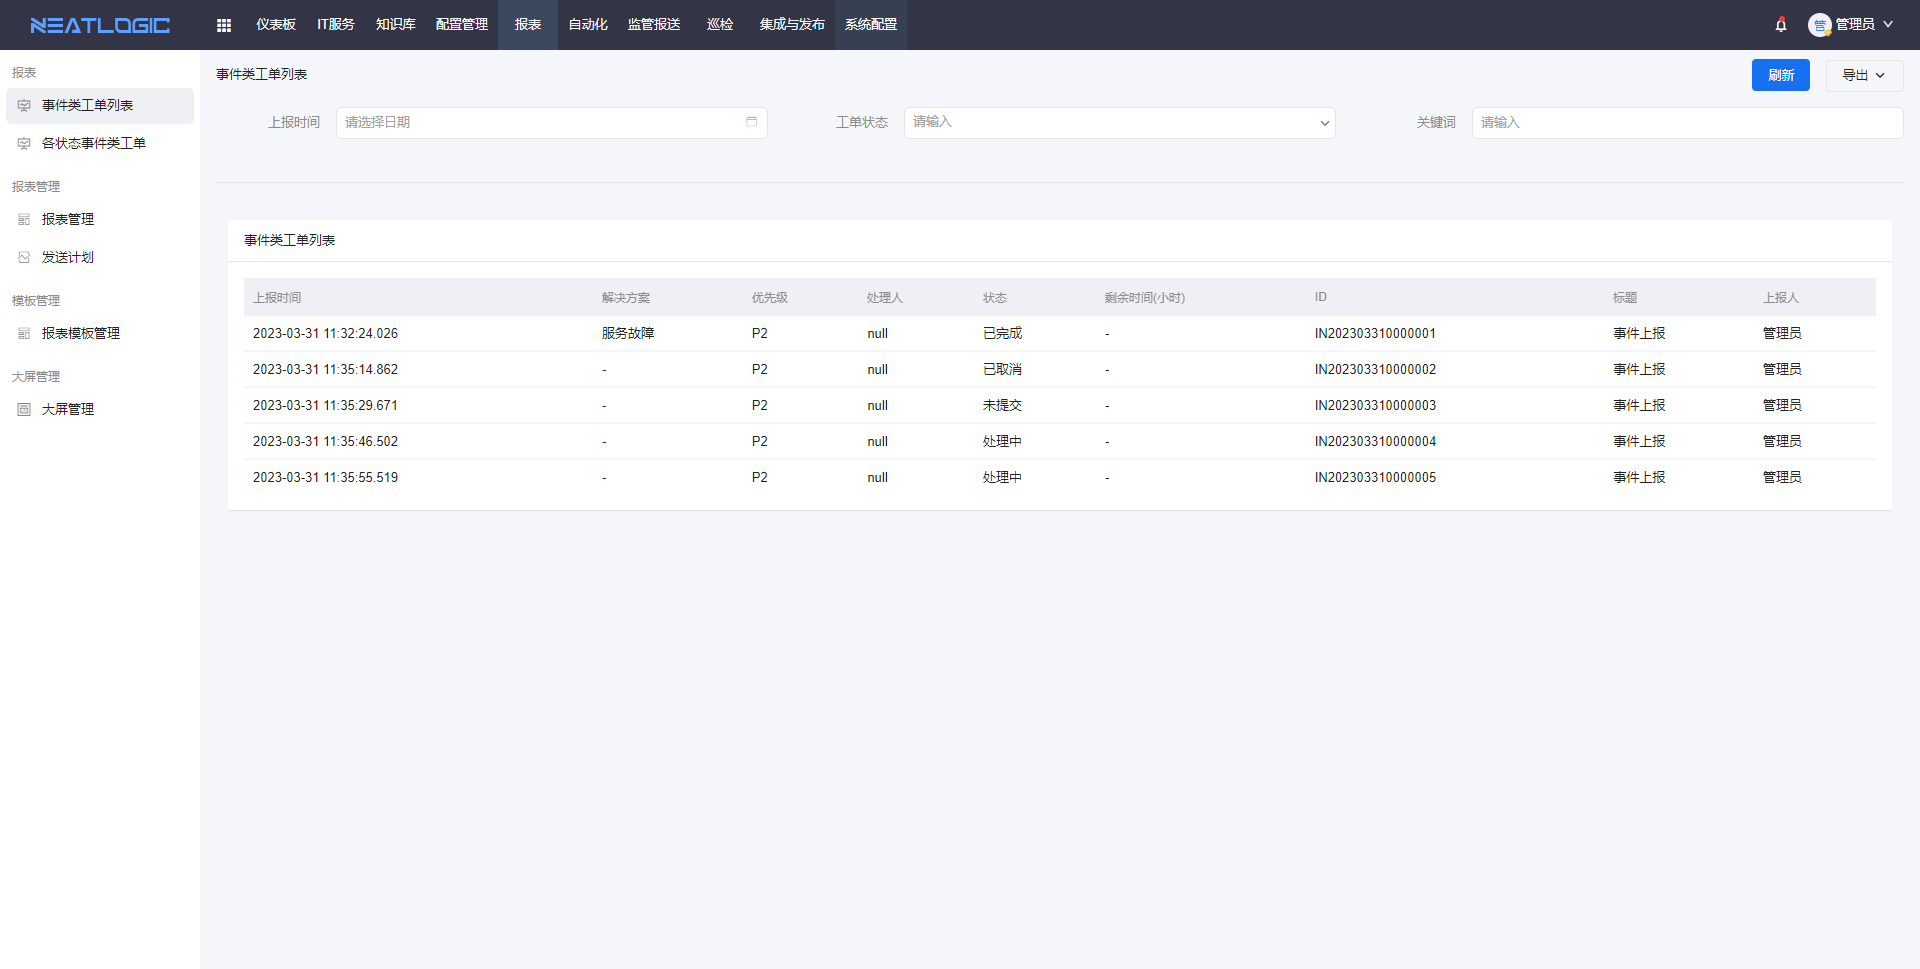 NEATLOGIC 仪表板 IT服务 知识库 配置管理 报表 自动化 监管报送 巡检 集成与发布 系统配置 管 管理员
报表
事件类工单列表
各状态事件类工单
报表管理
报表管理
发送计划
模板管理
报表模板管理
大屏管理
大屏管理
事件类工单列表 刷新 导出
上报时间 请选择日期 工单状态 请输入 关键词 请输入
事件类工单列表
上报时间 解决方案 优先级 处理人 状态 剩余时间(小时) ID 标题 上报人
2023-03-31 11:32:24.026 服务故障 P2 null 已完成 - IN202303310000001 事件上报 管理员
2023-03-31 11:35:14.862 - P2 null 已取消 - IN202303310000002 事件上报 管理员
2023-03-31 11:35:29.671 - P2 null 未提交 - IN202303310000003 事件上报 管理员
2023-03-31 11:35:46.502 - P2 null 处理中 - IN202303310000004 事件上报 管理员
2023-03-31 11:35:55.519 - P2 null 处理中 - IN202303310000005 事件上报 管理员